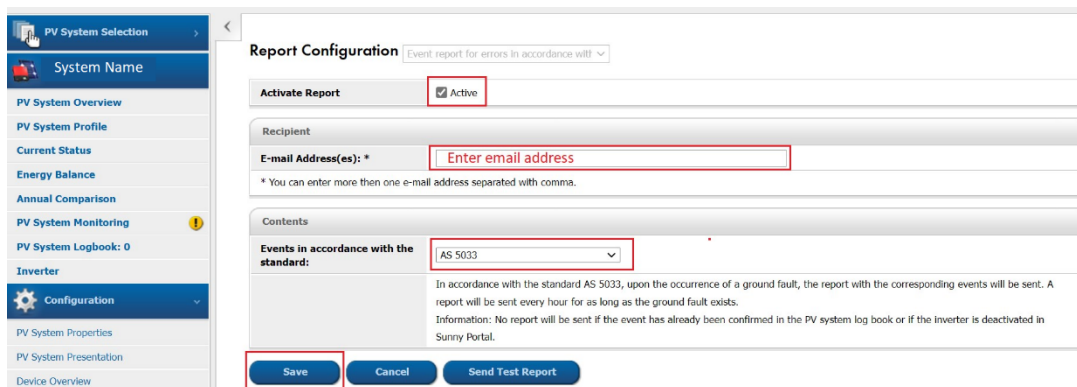 PV System Selection
System Name
PV System Overview
PV System Profile
Current Status
Energy Balance
Annual Comparison
PV System Monitoring
PV System Logbook: 0
Inverter
Configuration
PV System Properties
PV System Presentation
Device Overview
Report Configuration Event report for errors in accordance witl
Activate Report Active
Recipient
E-mail Address(es): * Enter email address
* You can enter more then one e-mail address separated with comma.
Contents
Events in accordance with the
standard:
AS 5033
In accordance with the standard AS 5033, upon the occurrence of a ground fault, the report with the corresponding events will be sent. A
report will be sent every hour for as long as the ground fault exists.
Information: No report will be sent if the event has already been confirmed in the PV system log book or if the inverter is deactivated in
Sunny Portal.
Save Cancel Send Test Report